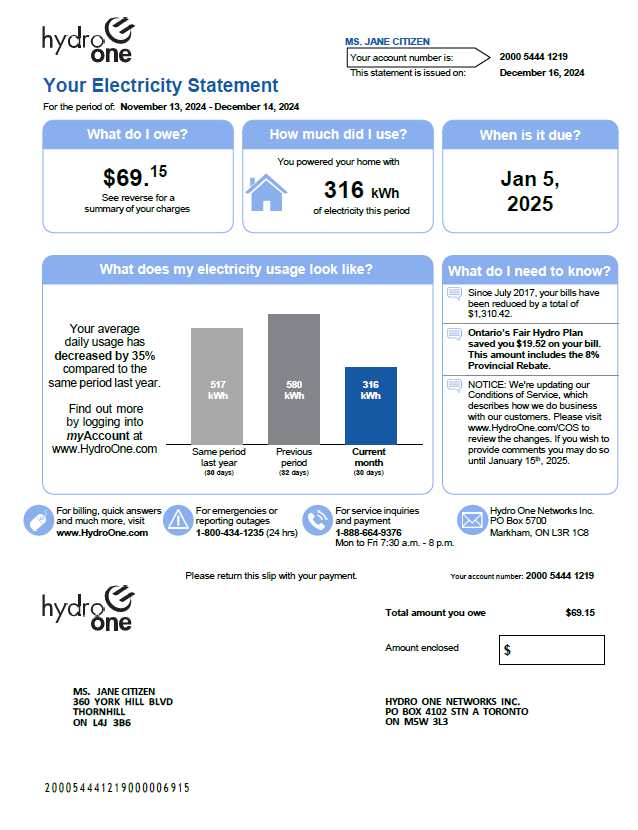 hydro
one
MS. JANE CITIZEN
Your account number is: 2000 5444 1219
This statement is issued on: December 16, 2024
Your Electricity Statement
For the period of: November 13, 2024 - December 14, 2024
What do I owe?
$69.15
See reverse for a
summary of your charges
How much did I use?
You powered your home with
316 kWh
of electricity this period
When is it due?
Jan 5,
2025
What does my electricity usage look like?
Your average
daily usage has
decreased by 35%
compared to the
same period last year.
Find out more
by logging into
myAccount at
www.HydroOne.com
517
kWh
580
kWh
316
kWh
Same period
last year
(30 days)
Previous
period
(32 days)
Current
month
(30 days)
What do I need to know?
Since July 2017, your bills have
been reduced by a total of
$1,310.42.
Ontario's Fair Hydro Plan
saved you $19.52 on your bill.
This amount includes the 8%
Provincial Rebate.
NOTICE: We're updating our
Conditions of Service, which
describes how we do business
with our customers. Please visit
www.HydroOne.com/COS to
review the changes. If you wish to
provide comments you may do so
until January 15th, 2025.
For billing, quick answers
and much more, visit
www.HydroOne.com
For emergencies or
reporting outages
1-800-434-1235 (24 hrs)
For service inquiries
and payment
1-888-664-9376
Mon to Fri 7:30 a.m. - 8 p.m.
Hydro One Networks Inc.
PO Box 5700
Markham, ON L3R 1C8
Please return this slip with your payment.
Your account number: 2000 5444 1219
hydro
one
Total amount you owe $69.15
Amount enclosed $
MS. JANE CITIZEN
360 YORK HILL BLVD
THORNHILL
ON L4J 3B6
HYDRO ONE NETWORKS INC.
PO BOX 4102 STN A TORONTO
ON M5W 3L3
200054441219000006915